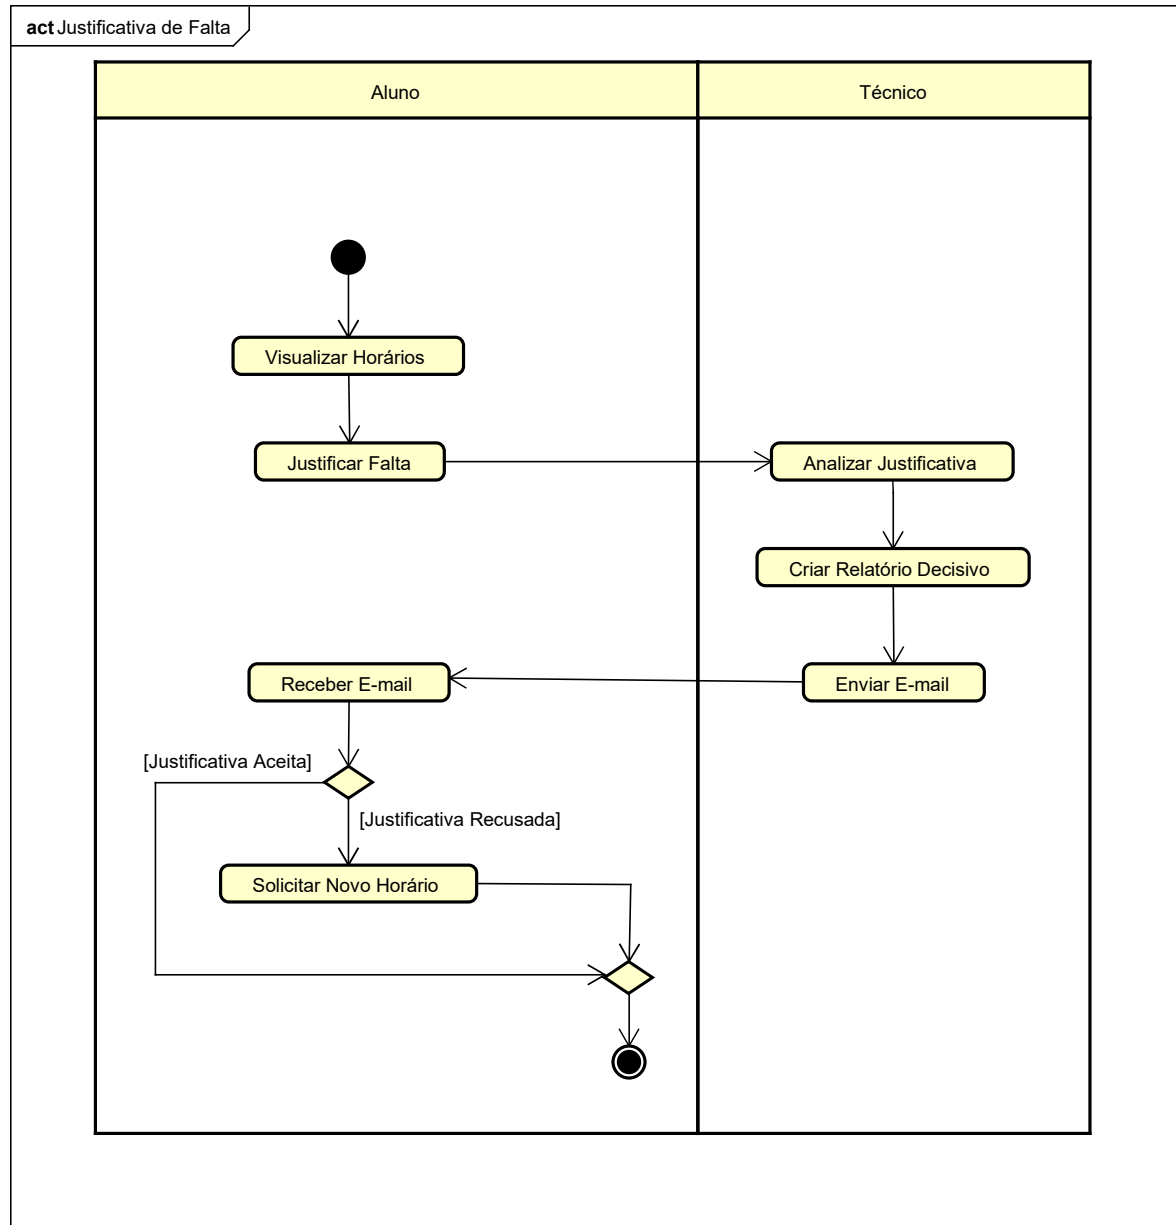 act Justificativa de Falta
Aluno
Técnico
Visualizar Horários
Justificar Falta
Analizar Justificativa
Criar Relatório Decisivo
Receber E-mail
Enviar E-mail
[Justificativa Aceita]
[Justificativa Recusada]
Solicitar Novo Horário